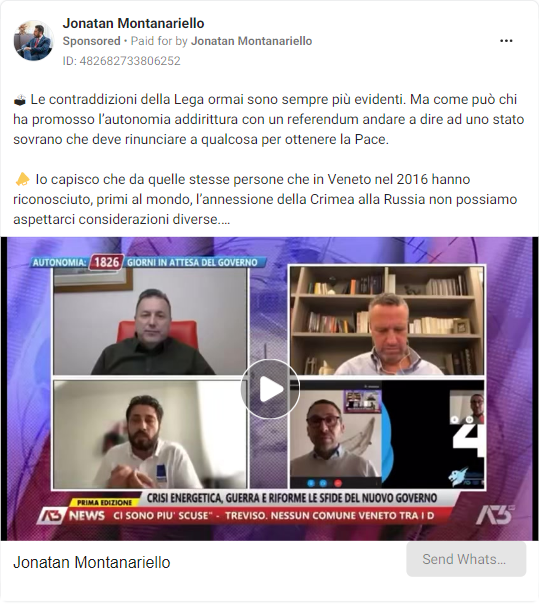 Jonatan Montanariello
Sponsored • Paid for by Jonatan Montanariello
ID: 482682733806252
🗳 Le contraddizioni della Lega ormai sono sempre più evidenti. Ma come può chi
ha promosso l'autonomia addirittura con un referendum andare a dire ad uno stato
sovrano che deve rinunciare a qualcosa per ottenere la Pace.
📣 Io capisco che da quelle stesse persone che in Veneto nel 2016 hanno
riconosciuto, primi al mondo, l'annessione della Crimea alla Russia non possiamo
aspettarci considerazioni diverse.…
AUTONOMIA: 1826 GIORNI IN ATTESA DEL GOVERNO
4
PRIMA EDIZIONE CRISI ENERGETICA, GUERRA E RIFORME LE SFIDE DEL NUOVO GOVERNO
A3 NEWS CI SONO PIU' SCUSE" - TREVISO. NESSUN COMUNE VENETO TRA I D
A3
Jonatan Montanariello
Send Whats...